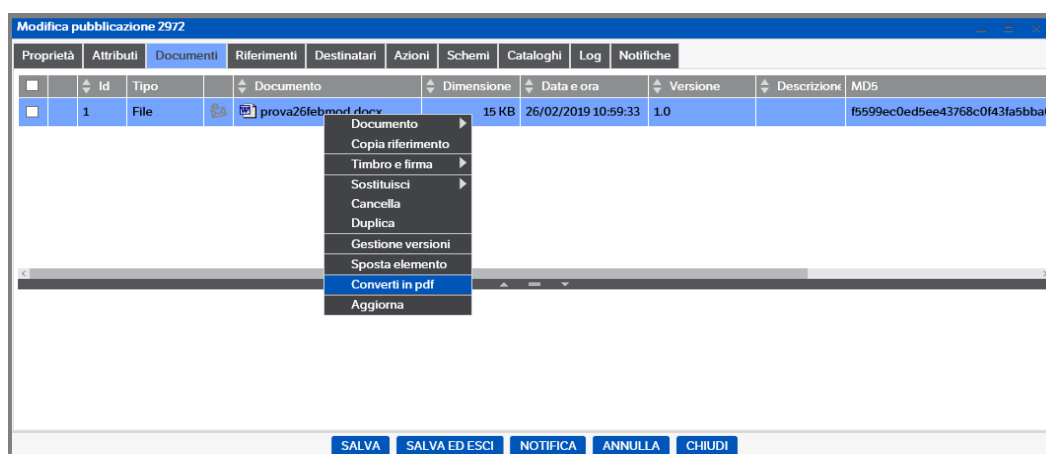 Modifica pubblicazione 2972
Proprietà Attributi Documenti Riferimenti Destinatari Azioni Schemi Cataloghi Log Notifiche
Id Tipo Documento Dimensione Data e ora Versione Descrizione MD5
1 File prova26febmod.docx 15 KB 26/02/2019 10:59:33 1.0 f5599ec0ed5ee43768c0f43fa5bba
Documento
Copia riferimento
Timbro e firma
Sostituisci
Cancella
Duplica
Gestione versioni
Sposta elemento
Converti in pdf
Aggiorna
SALVA SALVA ED ESCI NOTIFICA ANNULLA CHIUDI